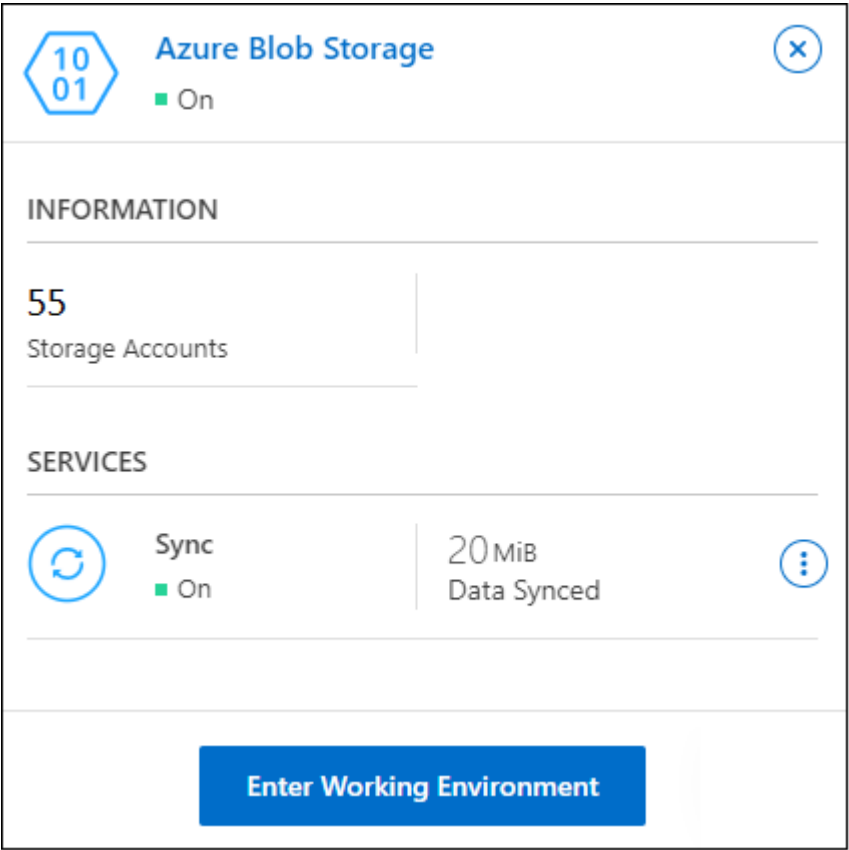 10
01
Azure Blob Storage
On
INFORMATION
55
Storage Accounts
SERVICES
Sync
On
20 MiB
Data Synced
Enter Working Environment